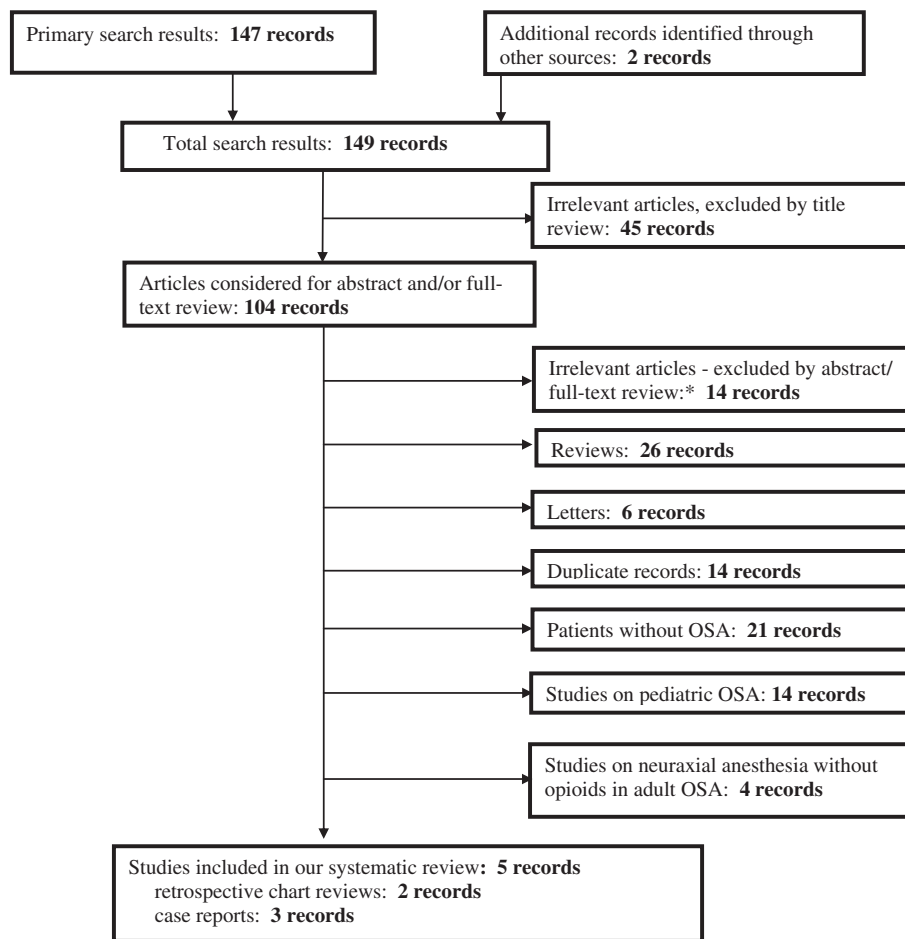 Primary search results: 147 records
Additional records identified through
other sources: 2 records
Total search results: 149 records
Irrelevant articles, excluded by title
review: 45 records
Articles considered for abstract and/or full-
text review: 104 records
Irrelevant articles - excluded by abstract/
full-text review:* 14 records
Reviews: 26 records
Letters: 6 records
Duplicate records: 14 records
Patients without OSA: 21 records
Studies on pediatric OSA: 14 records
Studies on neuraxial anesthesia without
opioids in adult OSA: 4 records
Studies included in our systematic review: 5 records
retrospective chart reviews: 2 records
case reports: 3 records